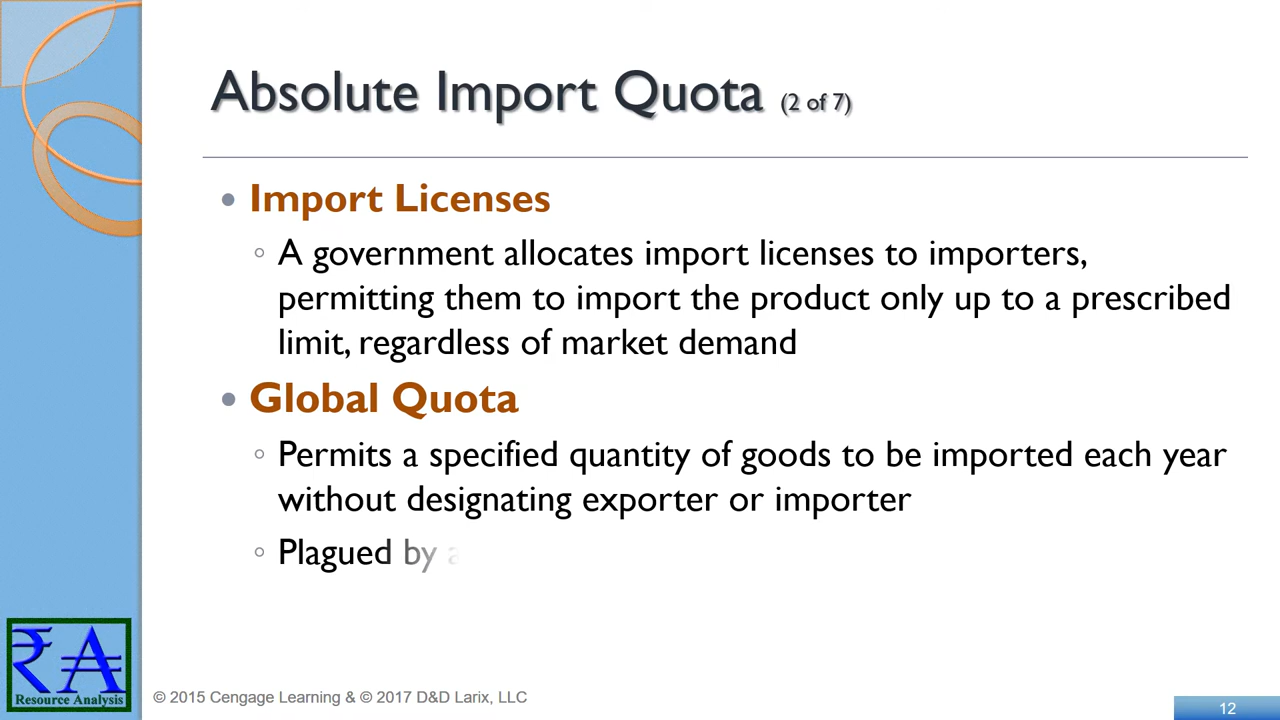 Absolute Import Quota (2 of 7)
• Import Licenses
◦ A government allocates import licenses to importers,
permitting them to import the product only up to a prescribed
limit, regardless of market demand
• Global Quota
◦ Permits a specified quantity of goods to be imported each year
without designating exporter or importer
◦ Plagued by
₹A
Resource Analysis
© 2015 Cengage Learning & © 2017 D&D Larix, LLC
12